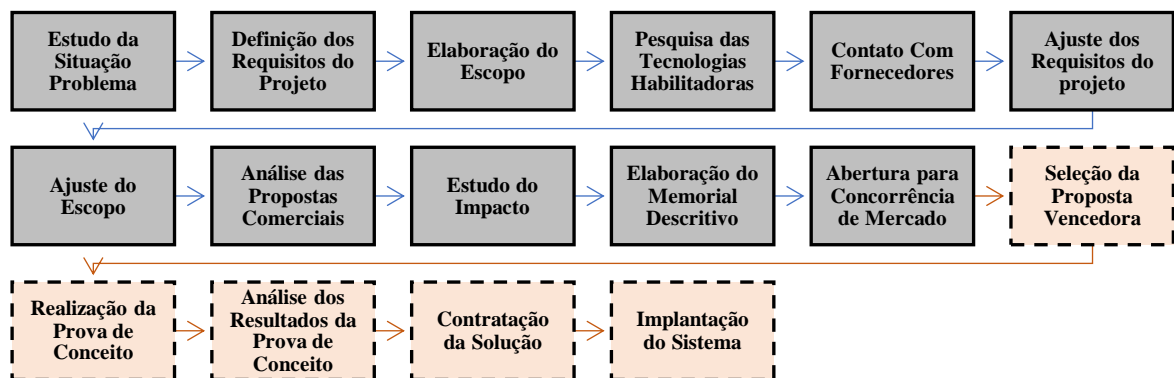 Estudo da
Situação
Problema
Definição dos
Requisitos do
Projeto
Elaboração do
Escopo
Pesquisa das
Tecnologias
Habilitadoras
Contato Com
Fornecedores
Ajuste dos
Requisitos do
projeto
Ajuste do
Escopo
Análise das
Propostas
Comerciais
Estudo do
Impacto
Elaboração do
Memorial
Descritivo
Abertura para
Concorrência
de Mercado
Seleção da
Proposta
Vencedora
Realização da
Prova de
Conceito
Análise dos
Resultados da
Prova de
Conceito
Contratação
da Solução
Implantação
do Sistema